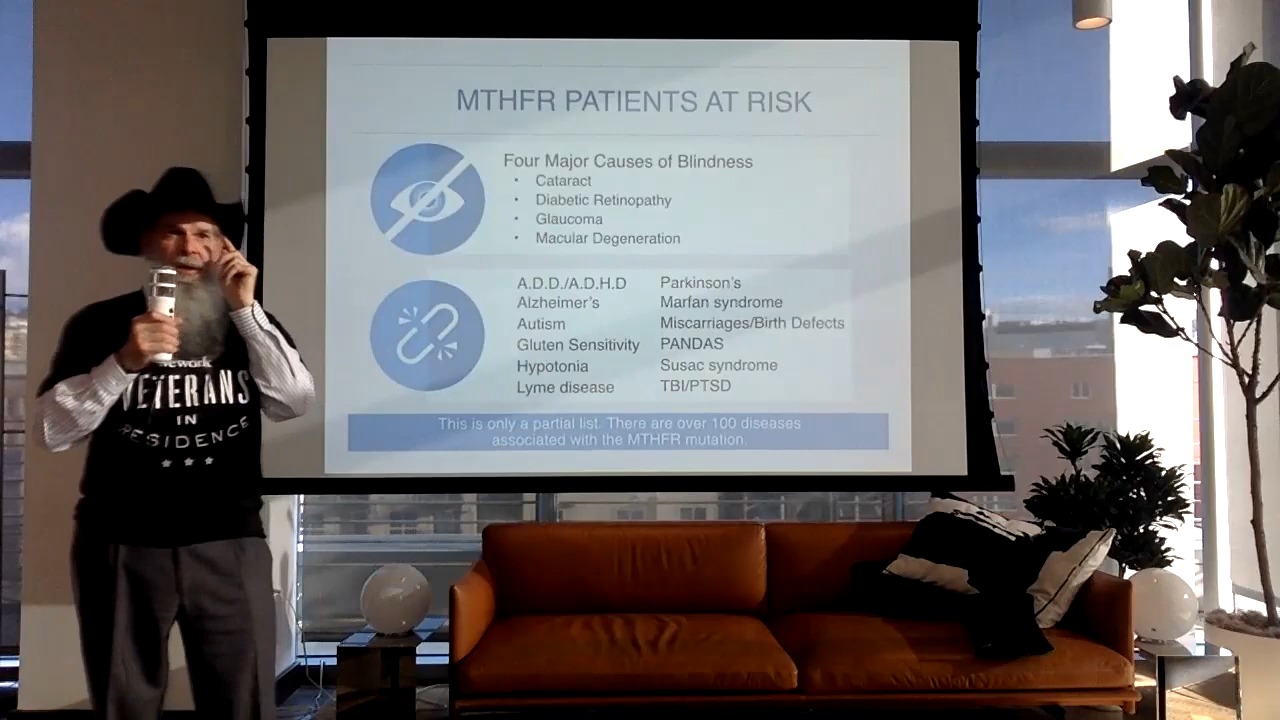 MTHFR PATIENTS AT RISK
Four Major Causes of Blindness
• Cataract
• Diabetic Retinopathy
• Glaucoma
• Macular Degeneration
A.D.D./A.D.H.D
Alzheimer's
Autism
Gluten Sensitivity
Hypotonia
Lyme disease
Parkinson's
Marfan syndrome
Miscarriages/Birth Defects
PANDAS
Susac syndrome
TBI/PTSD
This is only a partial list. There are over 100 diseases
associated with the MTHFR mutation.
wework
VETERANS
IN
RESIDENCE